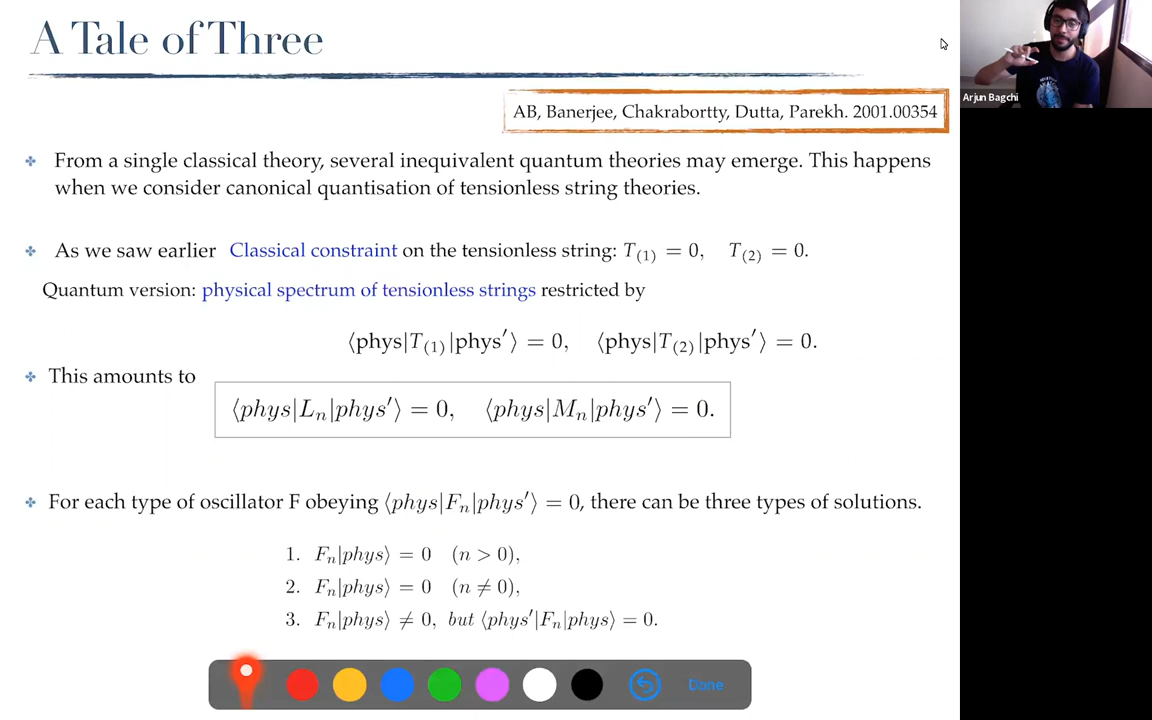 A Tale of Three
Arjun Bagchi
AB, Banerjee, Chakrabortty, Dutta, Parekh. 2001.00354
From a single classical theory, several inequivalent quantum theories may emerge. This happens
when we consider canonical quantisation of tensionless string theories.
As we saw earlier Classical constraint on the tensionless string: T₍₁₎ = 0, T₍₂₎ = 0.
Quantum version: physical spectrum of tensionless strings restricted by
⟨phys|T₍₁₎|phys′⟩ = 0, ⟨phys|T₍₂₎|phys′⟩ = 0.
This amounts to
⟨phys|Lₙ|phys′⟩ = 0, ⟨phys|Mₙ|phys′⟩ = 0.
For each type of oscillator F obeying ⟨phys|Fₙ|phys′⟩ = 0, there can be three types of solutions.
1. Fₙ|phys⟩ = 0 (n > 0),
2. Fₙ|phys⟩ = 0 (n ≠ 0),
3. Fₙ|phys⟩ ≠ 0, but ⟨phys′|Fₙ|phys⟩ = 0.
Done